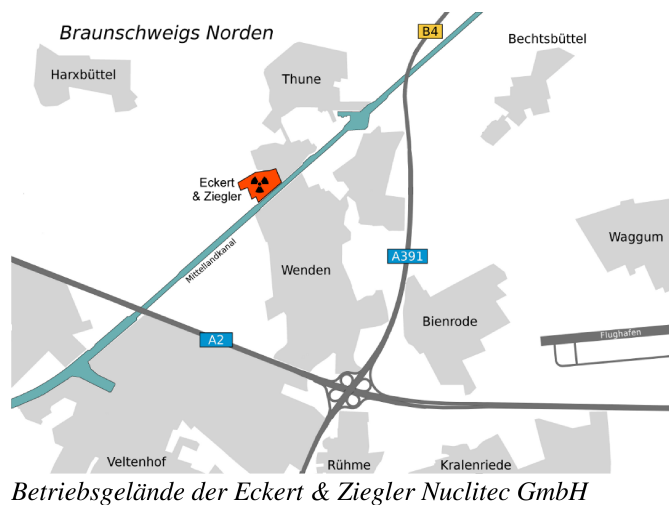 Braunschweigs Norden
B4
Bechtsbüttel
Harxbüttel
Thune
Eckert
& Ziegler
Mittellandkanal
Waggum
Wenden
A391
Bienrode
Flughafen
A2
Veltenhof
Rühme
Kralenriede
Betriebsgelände der Eckert & Ziegler Nuclitec GmbH